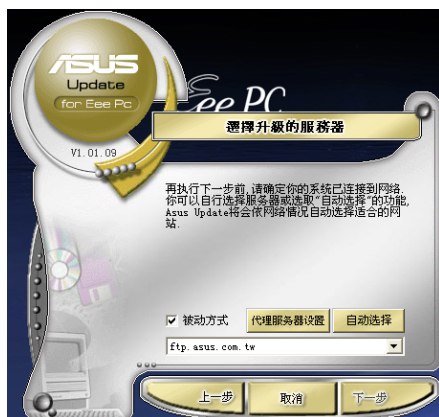 ASUS
Update
for Eee Pc
Eee PC
V1.01.09
選擇升級的服務器
再执行下一步前,请确定你的系统已连接到网络.
你可以自行选择服务器或选取"自动选择"的功能,
Asus Update将会依网络情况自动选择适合的网
站.
被动方式
代理服务器设置
自动选择
ftp.asus.com.tw
上一步
取消
下一步